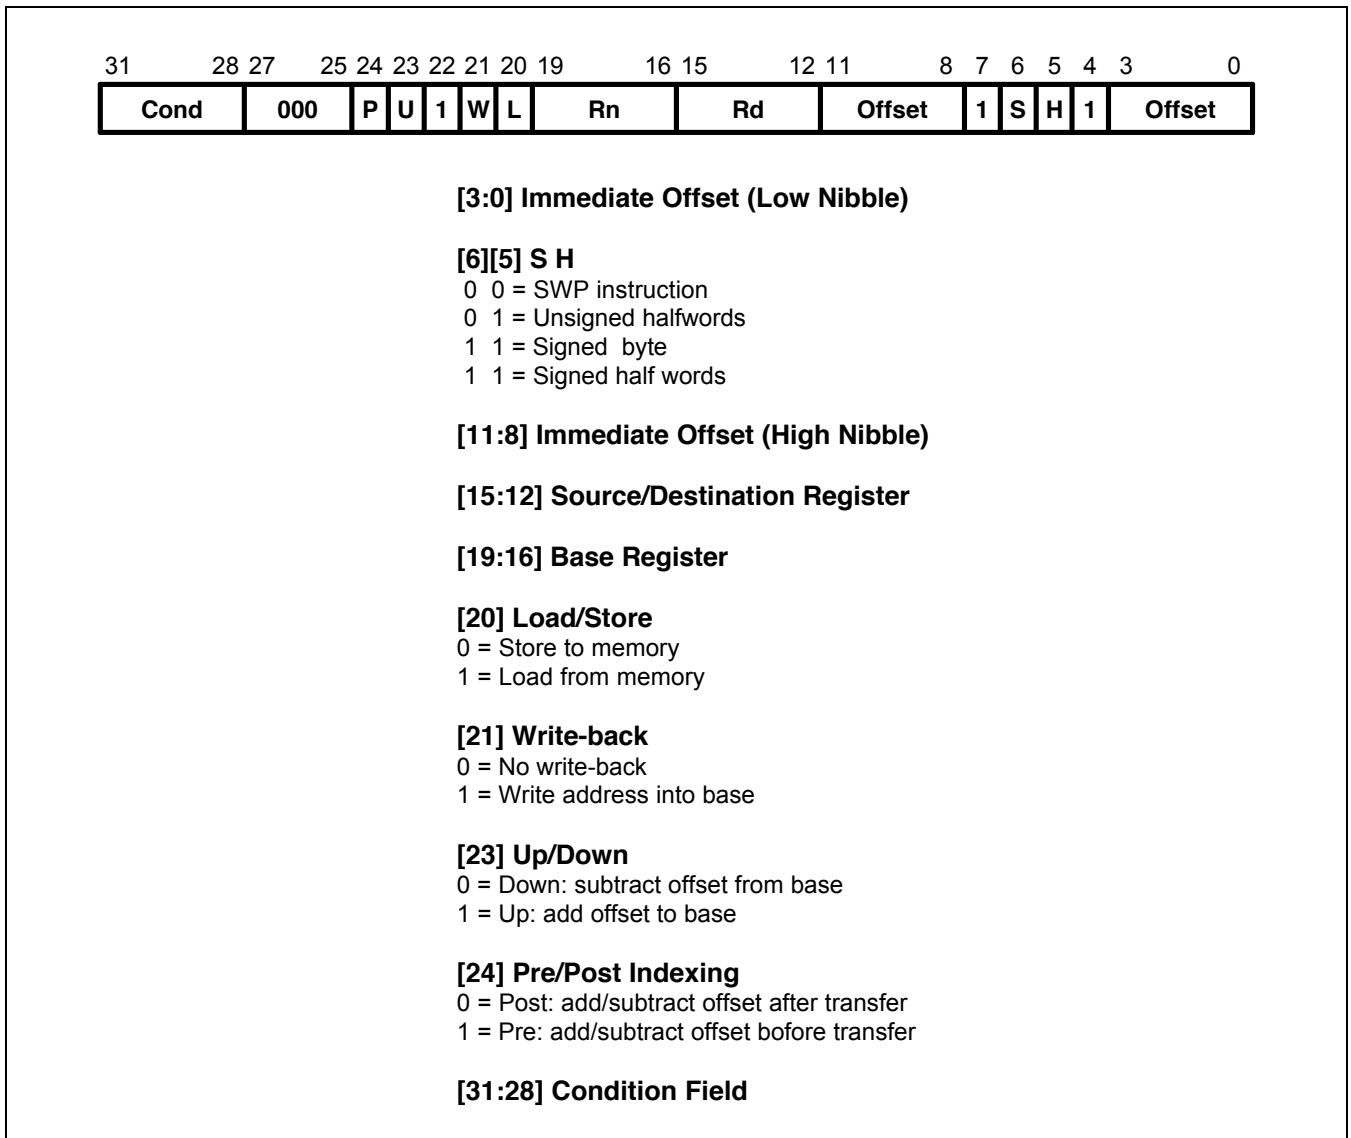 31 28 27 25 24 23 22 21 20 19 16 15 12 11 8 7 6 5 4 3 0
Cond 000 P U 1 W L Rn Rd Offset 1 S H 1 Offset
[3:0] Immediate Offset (Low Nibble)
[6][5] S H
0 0 = SWP instruction
0 1 = Unsigned halfwords
1 1 = Signed byte
1 1 = Signed half words
[11:8] Immediate Offset (High Nibble)
[15:12] Source/Destination Register
[19:16] Base Register
[20] Load/Store
0 = Store to memory
1 = Load from memory
[21] Write-back
0 = No write-back
1 = Write address into base
[23] Up/Down
0 = Down: subtract offset from base
1 = Up: add offset to base
[24] Pre/Post Indexing
0 = Post: add/subtract offset after transfer
1 = Pre: add/subtract offset bofore transfer
[31:28] Condition Field